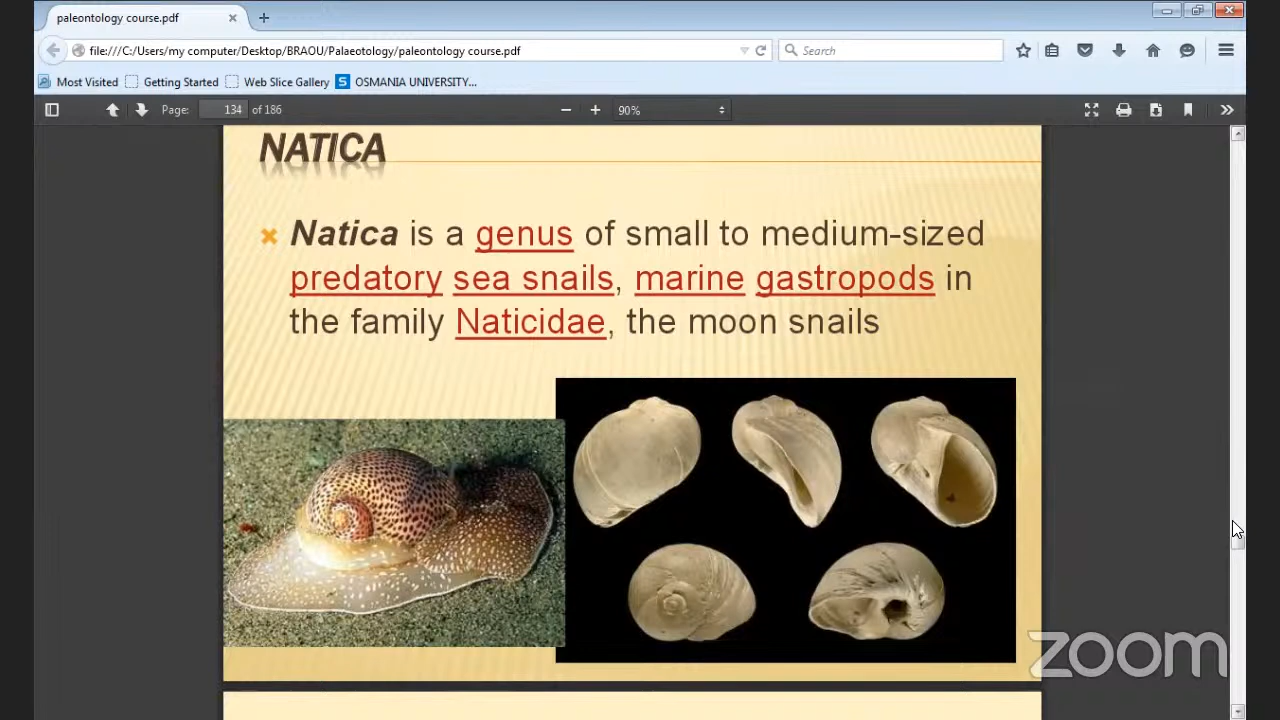 paleontology course.pdf
file:///C:/Users/my computer/Desktop/BRAOU/Palaeotology/paleontology course.pdf
Search
Most Visited
Getting Started
Web Slice Gallery
S OSMANIA UNIVERSITY...
Page: 134 of 186
90%
NATICA
Natica is a genus of small to medium-sized
predatory sea snails, marine gastropods in
the family Naticidae, the moon snails
zoom